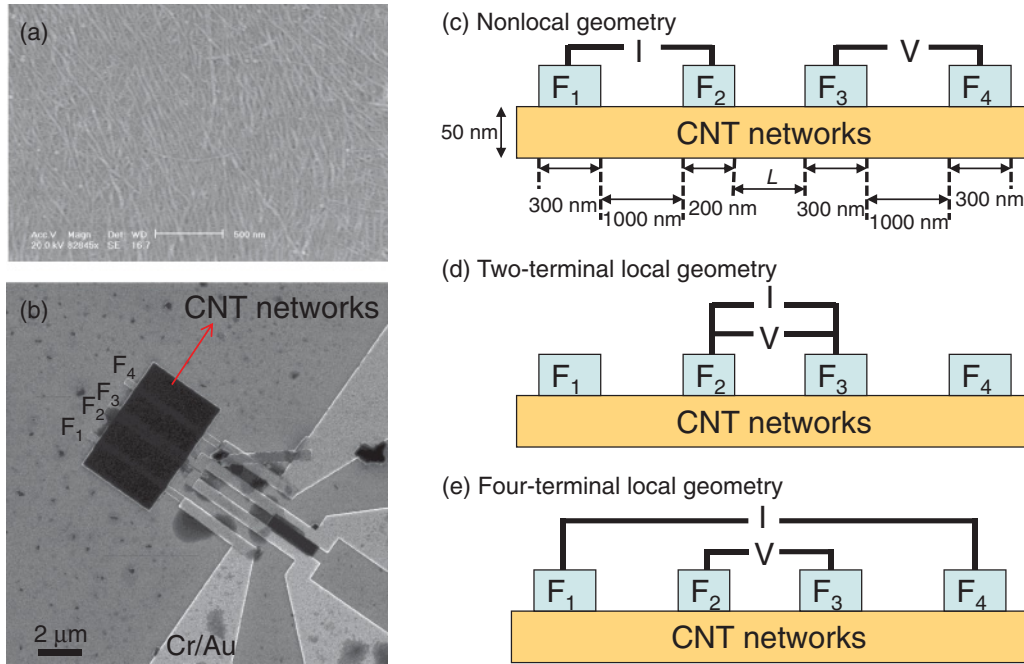 (a)
Acc.V Magn Det WD 500 nm
20.0 kV 82845x SE 16.7
(b)
CNT networks
F4
F3
F2
F1
2 μm
Cr/Au
(c) Nonlocal geometry
I V
F1 F2 F3 F4
50 nm
CNT networks
L
300 nm 200 nm 300 nm 300 nm
1000 nm 1000 nm
(d) Two-terminal local geometry
I
V
F1 F2 F3 F4
CNT networks
(e) Four-terminal local geometry
I
V
F1 F2 F3 F4
CNT networks